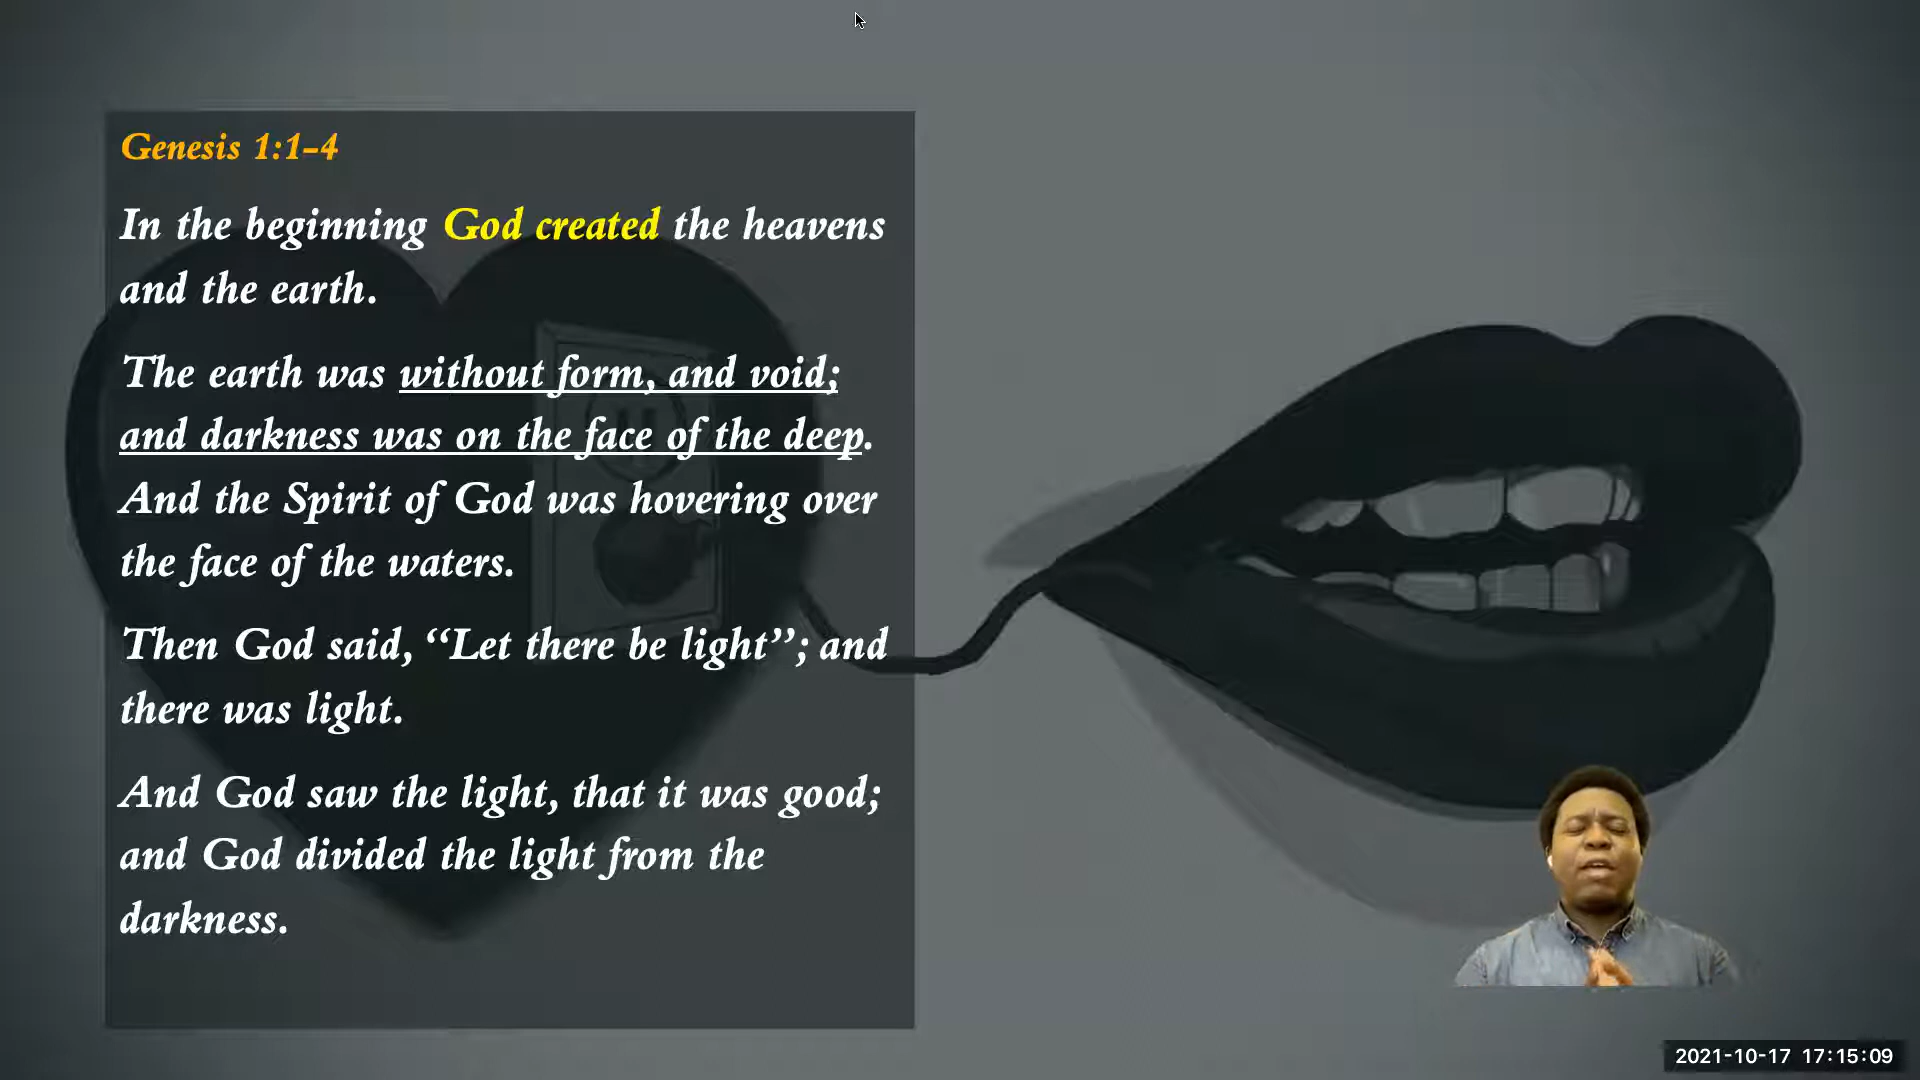 Genesis 1:1-4
In the beginning God created the heavens
and the earth.
The earth was without form, and void;
and darkness was on the face of the deep.
And the Spirit of God was hovering over
the face of the waters.
Then God said, “Let there be light”; and
there was light.
And God saw the light, that it was good;
and God divided the light from the
darkness.
2021-10-17 17:15:09